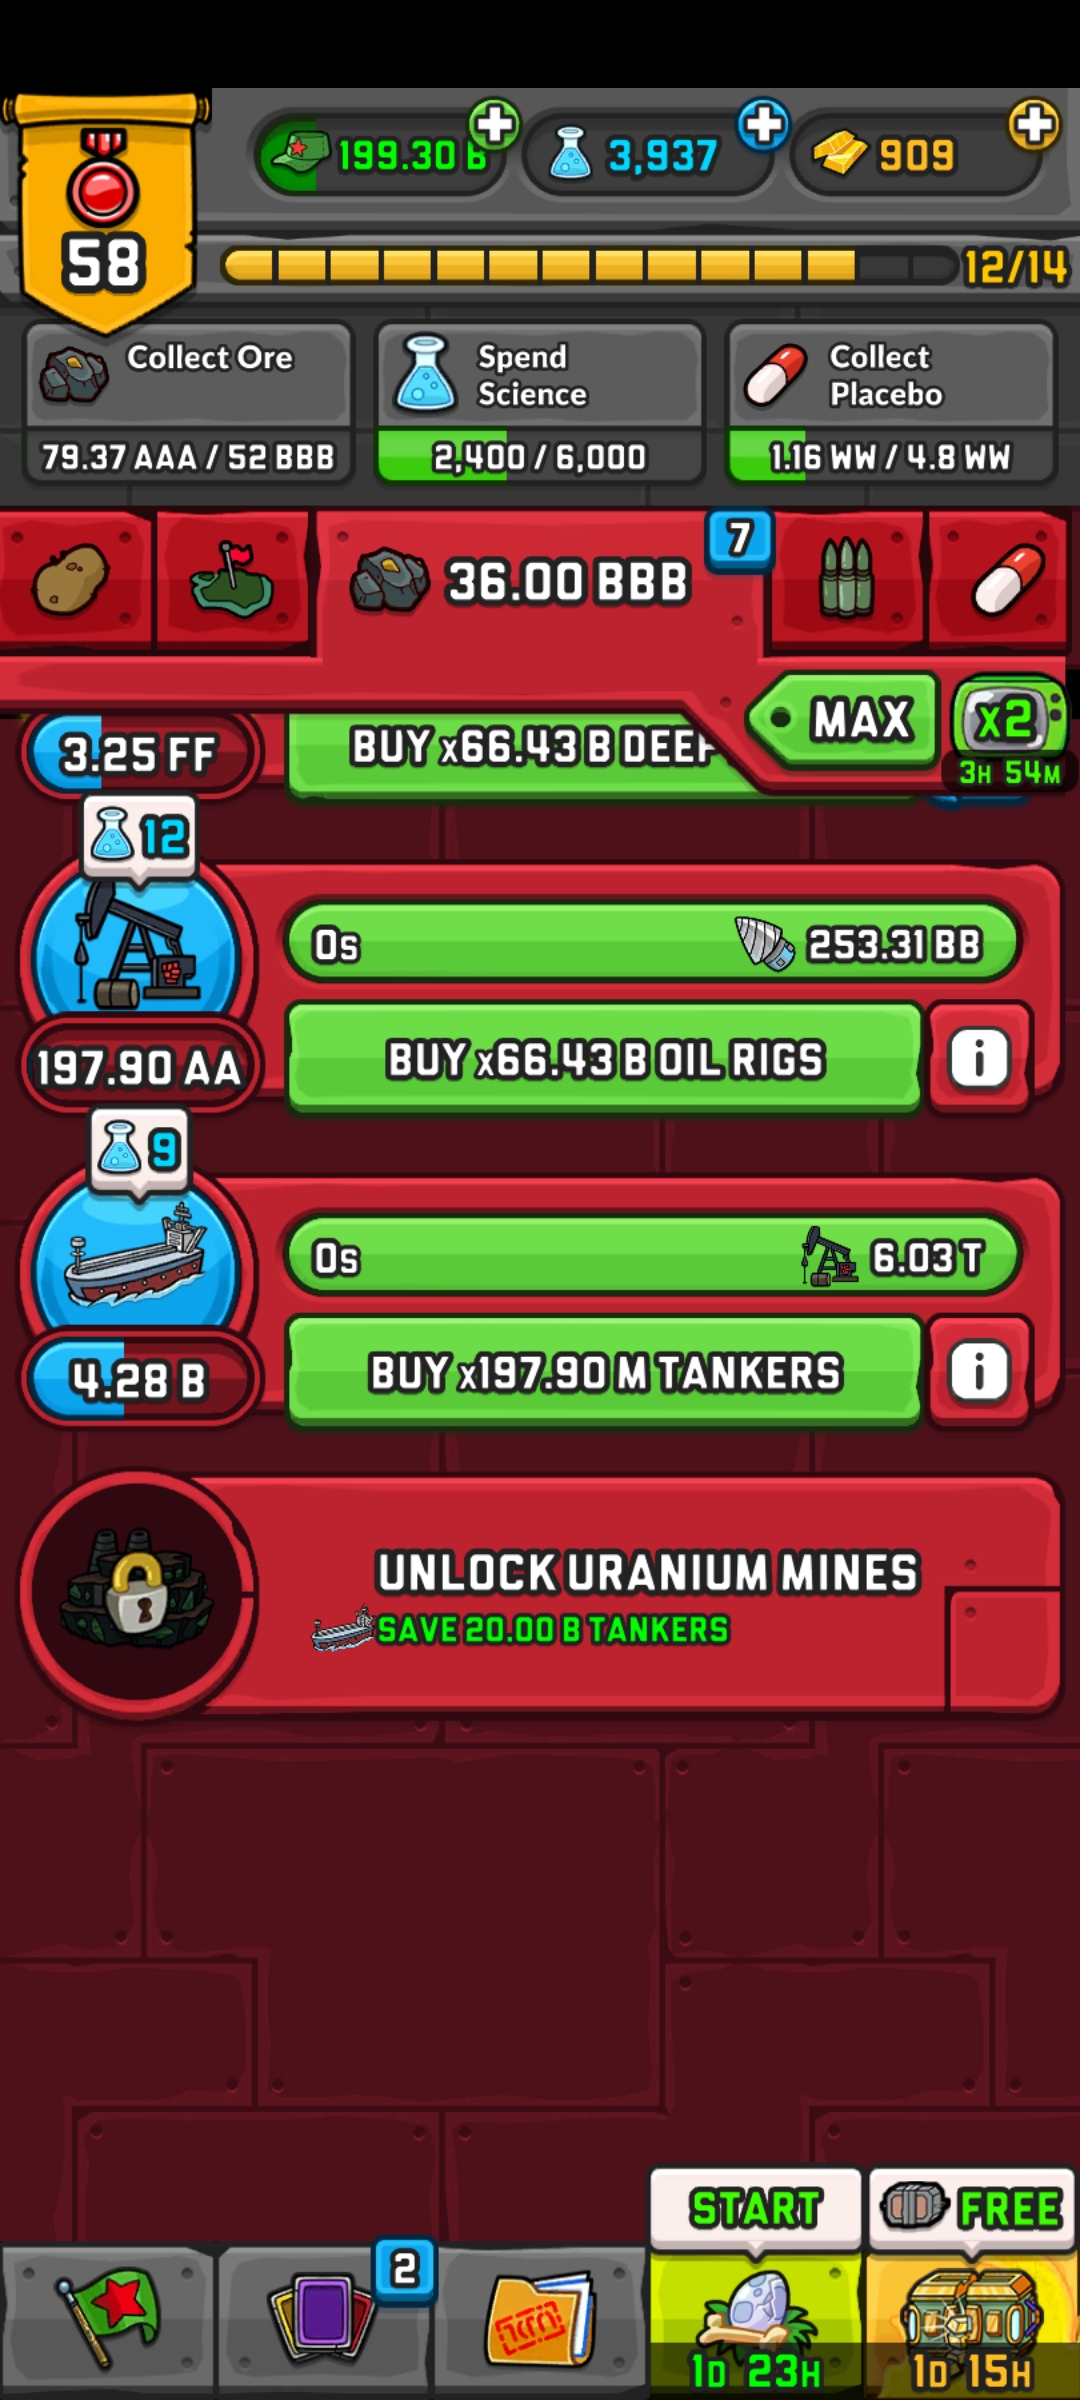 199.30 B
3,937
909
58
12/14
Collect Ore
79.37 AAA / 52 BBB
Spend
Science
2,400 / 6,000
Collect
Placebo
1.16 WW / 4.8 WW
36.00 BBB
7
MAX
x2
3H 54M
3.25 FF
BUY x66.43 B DEEP
12
0s
253.31 BB
197.90 AA
BUY x66.43 B OIL RIGS
i
9
0s
6.03 T
4.28 B
BUY x197.90 M TANKERS
i
UNLOCK URANIUM MINES
SAVE 20.00 B TANKERS
START
FREE
2
1D 23H
1D 15H